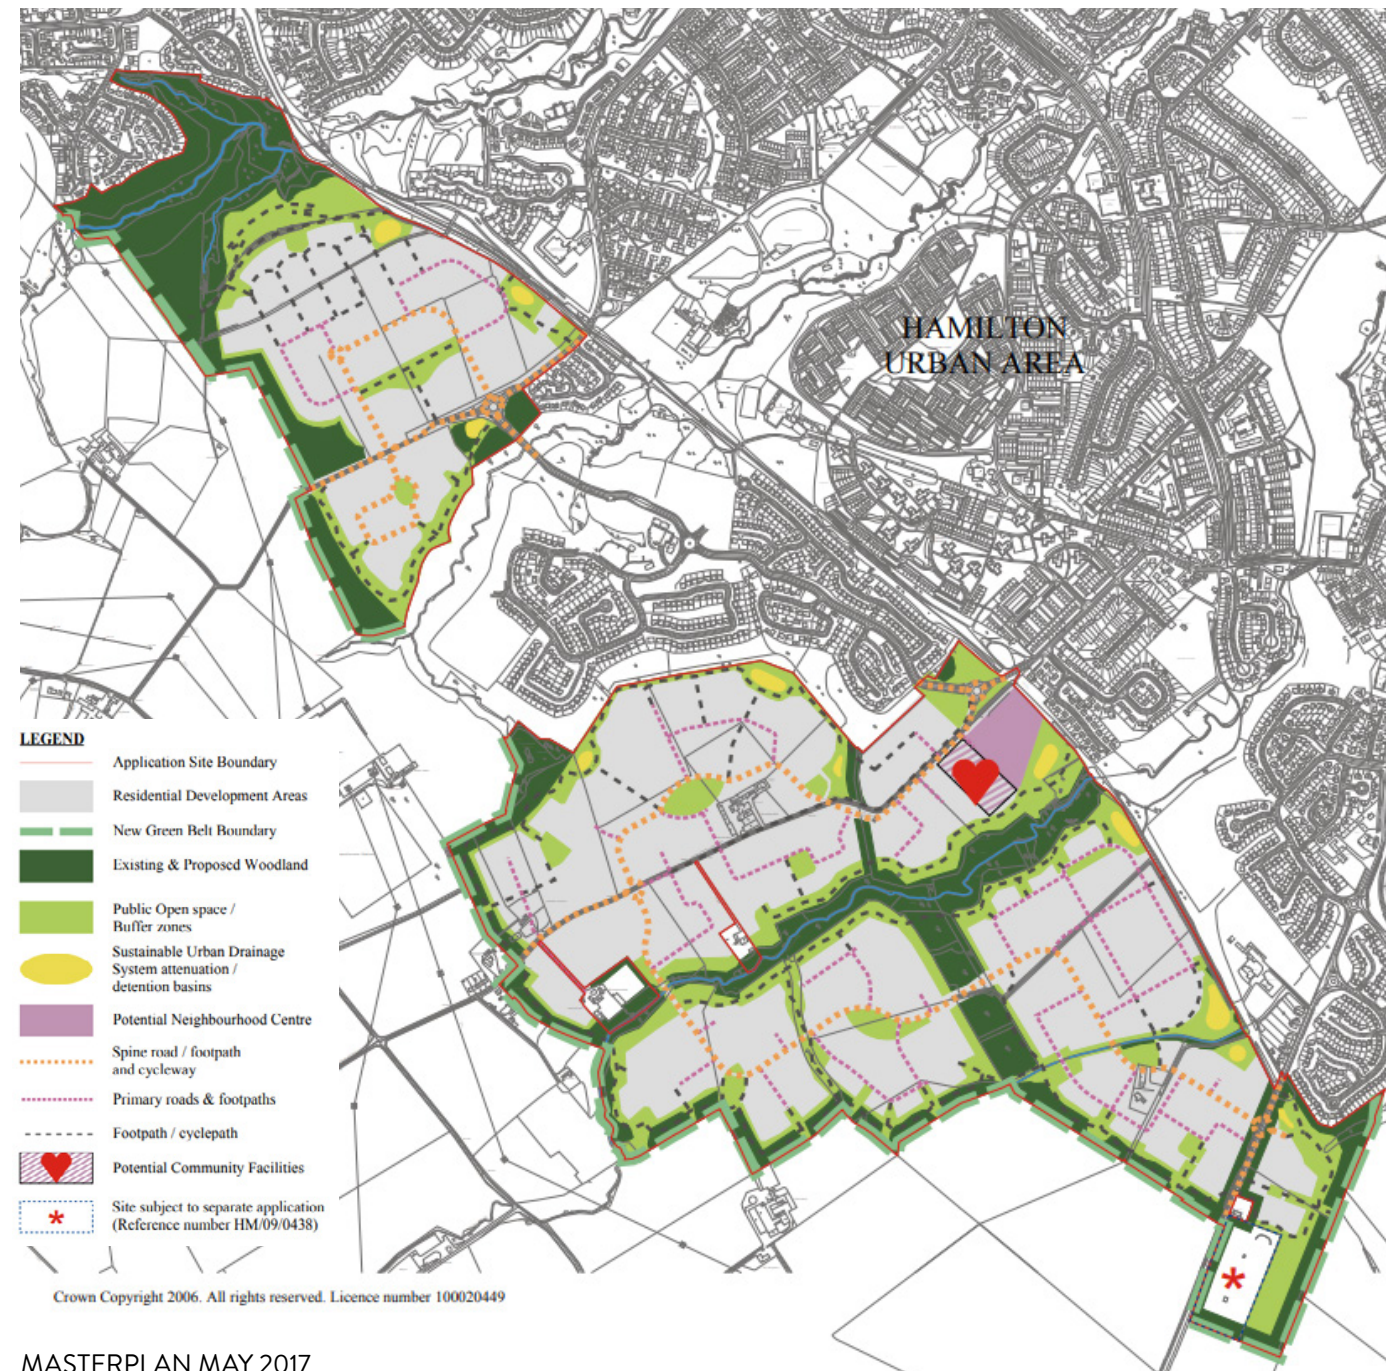 HAMILTON
URBAN AREA
LEGEND
Application Site Boundary
Residential Development Areas
New Green Belt Boundary
Existing & Proposed Woodland
Public Open space /
Buffer zones
Sustainable Urban Drainage
System attenuation /
detention basins
Potential Neighbourhood Centre
Spine road / footpath
and cycleway
Primary roads & footpaths
Footpath / cyclepath
Potential Community Facilities
Site subject to separate application
(Reference number HM/09/0438)
Crown Copyright 2006. All rights reserved. Licence number 100020449
MASTERPLAN MAY 2017